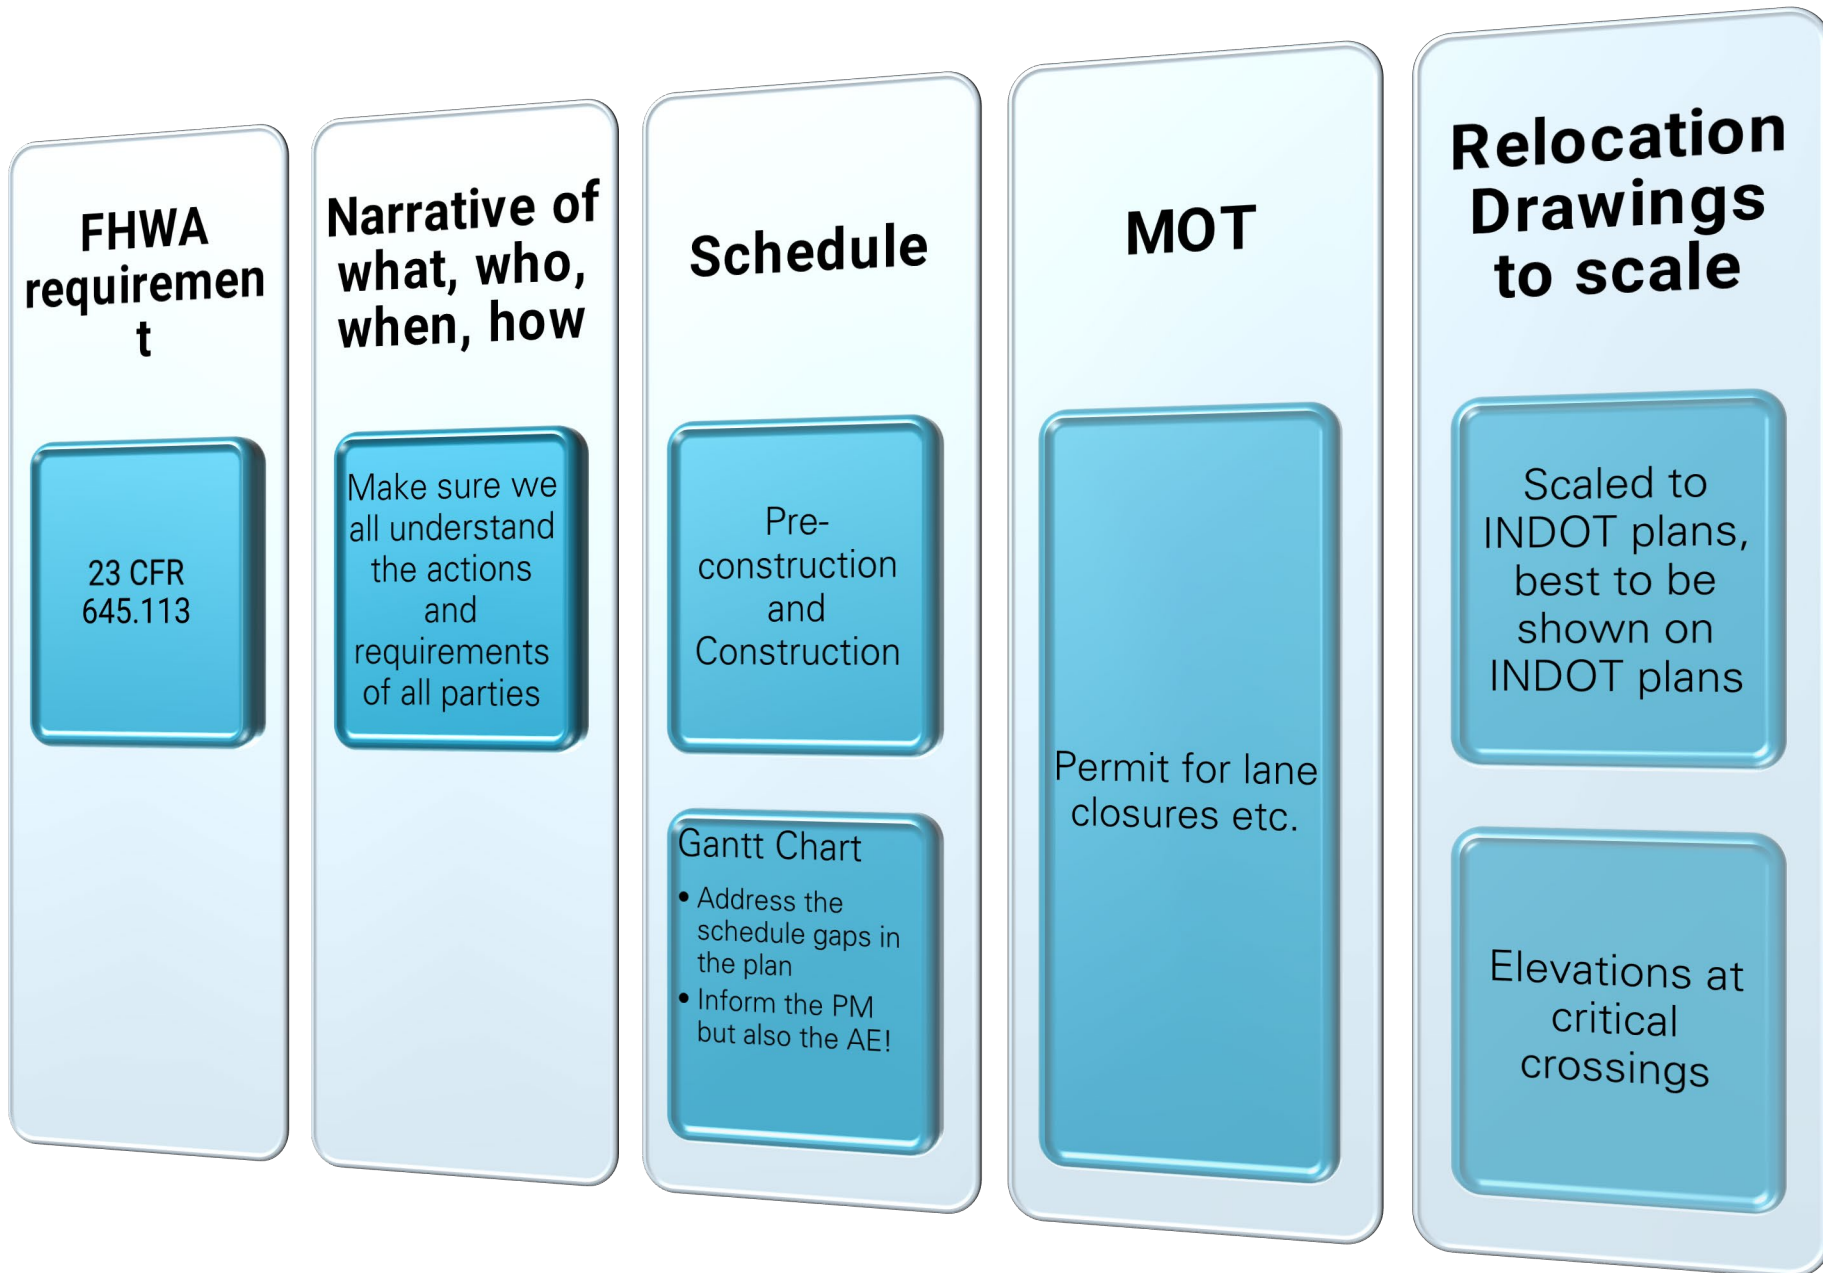 FHWA
requiremen
t
23 CFR
645.113
Narrative of
what, who,
when, how
Make sure we
all understand
the actions
and
requirements
of all parties
Schedule
Pre-
construction
and
Construction
Gantt Chart
• Address the
schedule gaps in
the plan
• Inform the PM
but also the AE!
MOT
Permit for lane
closures etc.
Relocation
Drawings
to scale
Scaled to
INDOT plans,
best to be
shown on
INDOT plans
Elevations at
critical
crossings